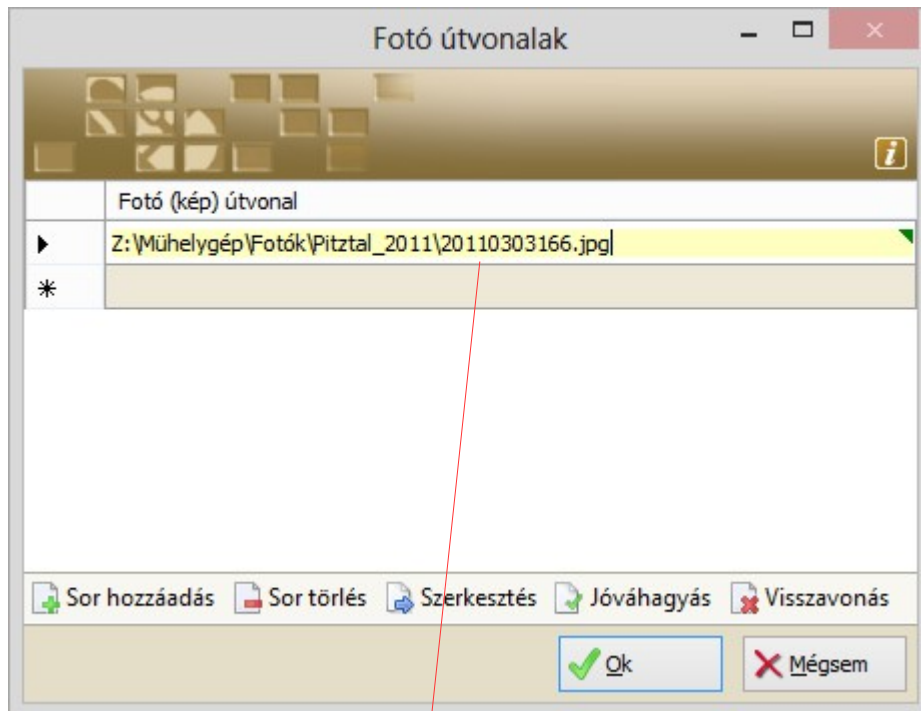 Fotó útvonalak
Fotó (kép) útvonal
Z:\Mühelygép\Fotók\Pitztal_2011\20110303166.jpg
Sor hozzáadás Sor törlés Szerkesztés Jóváhagyás Visszavonás
Ok Mégsem